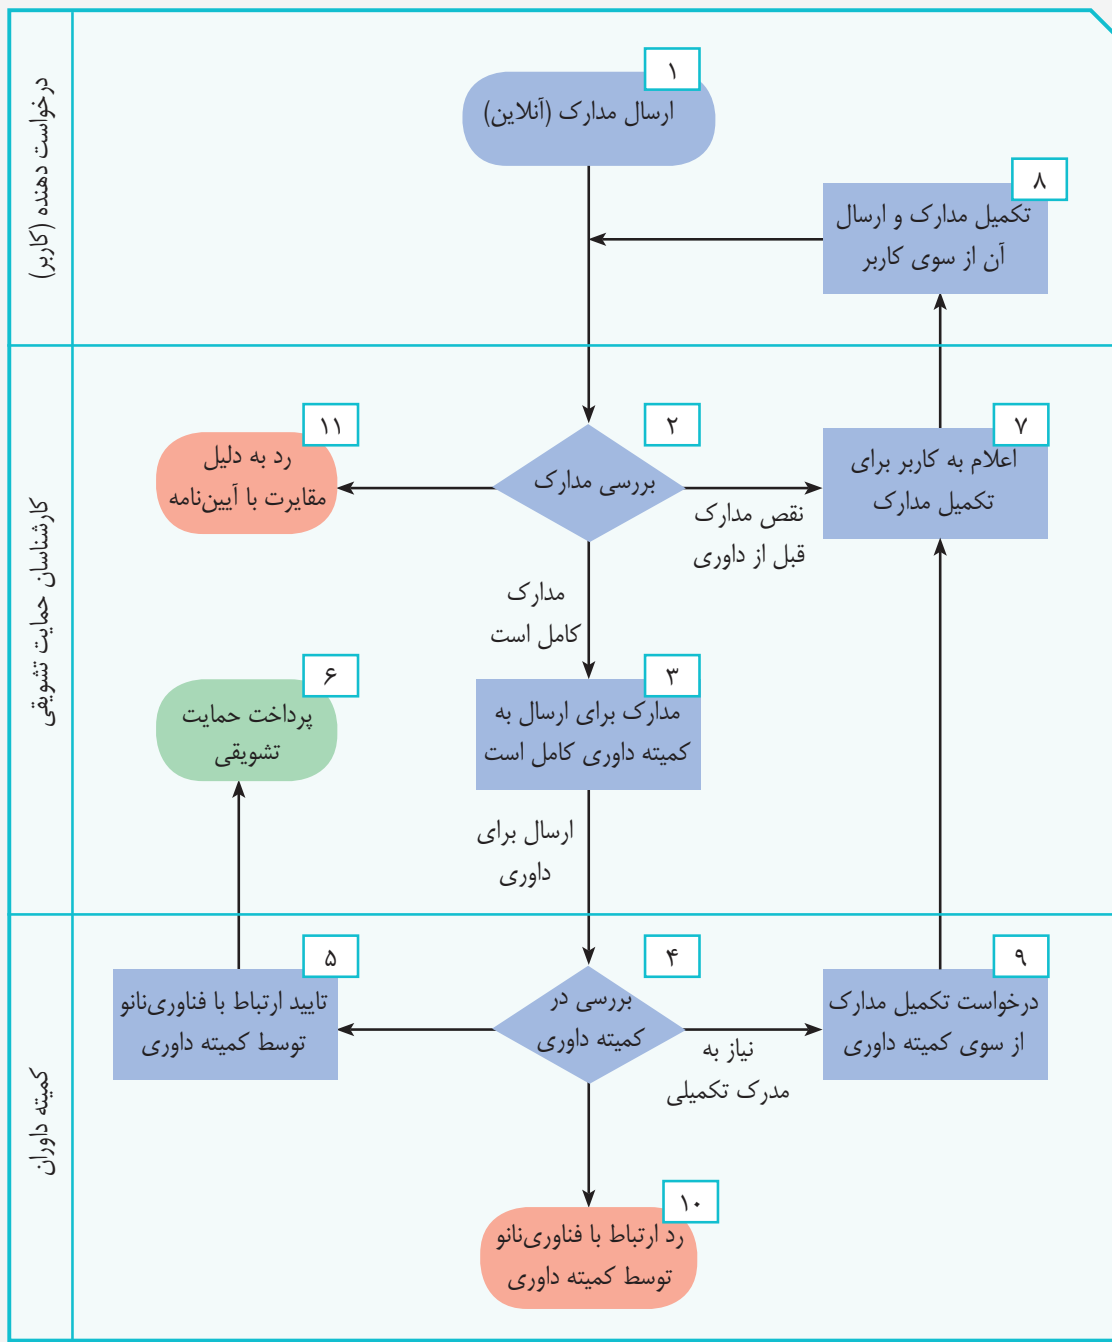 درخواست دهنده (کاربر)
۱
ارسال مدارک (آنلاین)
۸
تکمیل مدارک و ارسال
آن از سوی کاربر
کارشناسان حمایت تشویقی
۲
بررسی مدارک
۷
اعلام به کاربر برای
تکمیل مدارک
نقص مدارک
قبل از داوری
۱۱
رد به دلیل
مقایرت با آیین‌نامه
مدارک
کامل است
۳
مدارک برای ارسال به
کمیته داوری کامل است
۶
پرداخت حمایت
تشویقی
ارسال برای
داوری
کمیته داوران
۴
بررسی در
کمیته داوری
۹
درخواست تکمیل مدارک
از سوی کمیته داوری
نیاز به
مدرک تکمیلی
۵
تایید ارتباط با فناوری‌نانو
توسط کمیته داوری
۱۰
رد ارتباط با فناوری‌نانو
توسط کمیته داوری